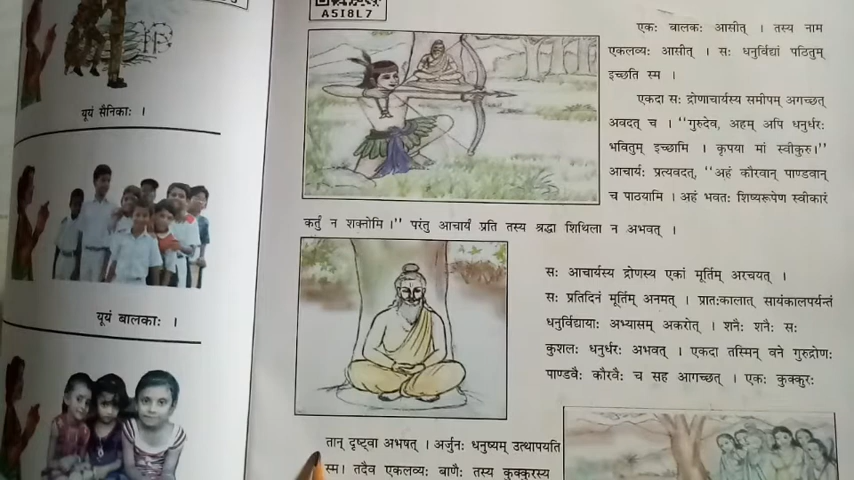 यूयं सैनिकाः ।
यूयं बालकाः ।
A5I8L7
एकः बालकः आसीत् । तस्य नाम
एकलव्यः आसीत् । सः धनुर्विद्यां पठितुम्
इच्छति स्म ।
एकदा सः द्रोणाचार्यस्य समीपम् अगच्छत्
अवदत् च । "गुरुदेव, अहम् अपि धनुर्धरः
भवितुम् इच्छामि । कृपया मां स्वीकुरु।"
आचार्यः प्रत्यवदत्, "अहं कौरवान् पाण्डवान्
च पाठयामि । अहं भवतः शिष्यरूपेण स्वीकारं
कर्तुं न शक्नोमि ।" परंतु आचार्यं प्रति तस्य श्रद्धा शिथिला न अभवत् ।
सः आचार्यस्य द्रोणस्य एकां मूर्तिम् अरचयत् ।
सः प्रतिदिनं मूर्तिम् अनमत् । प्रातःकालात् सायंकालपर्यन्तं
धनुर्विद्यायाः अभ्यासम् अकरोत् । शनैः शनैः सः
कुशलः धनुर्धरः अभवत् । एकदा तस्मिन् वने गुरुद्रोणः
पाण्डवैः कौरवैः च सह आगच्छत् । एकः कुक्कुरः
तान् दृष्ट्वा अभषत् । अर्जुनः धनुष्यम् उत्थापयति
स्म। तदैव एकलव्यः बाणैः तस्य कुक्कुरस्य